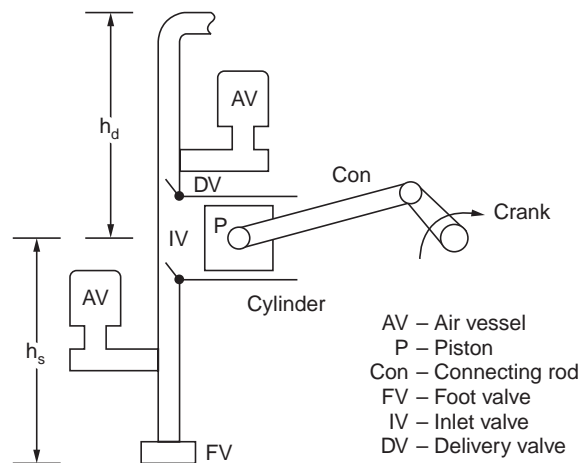 AV
h_d
DV
Con
Crank
P
IV
AV
Cylinder
h_s
FV
AV – Air vessel
P – Piston
Con – Connecting rod
FV – Foot valve
IV – Inlet valve
DV – Delivery valve